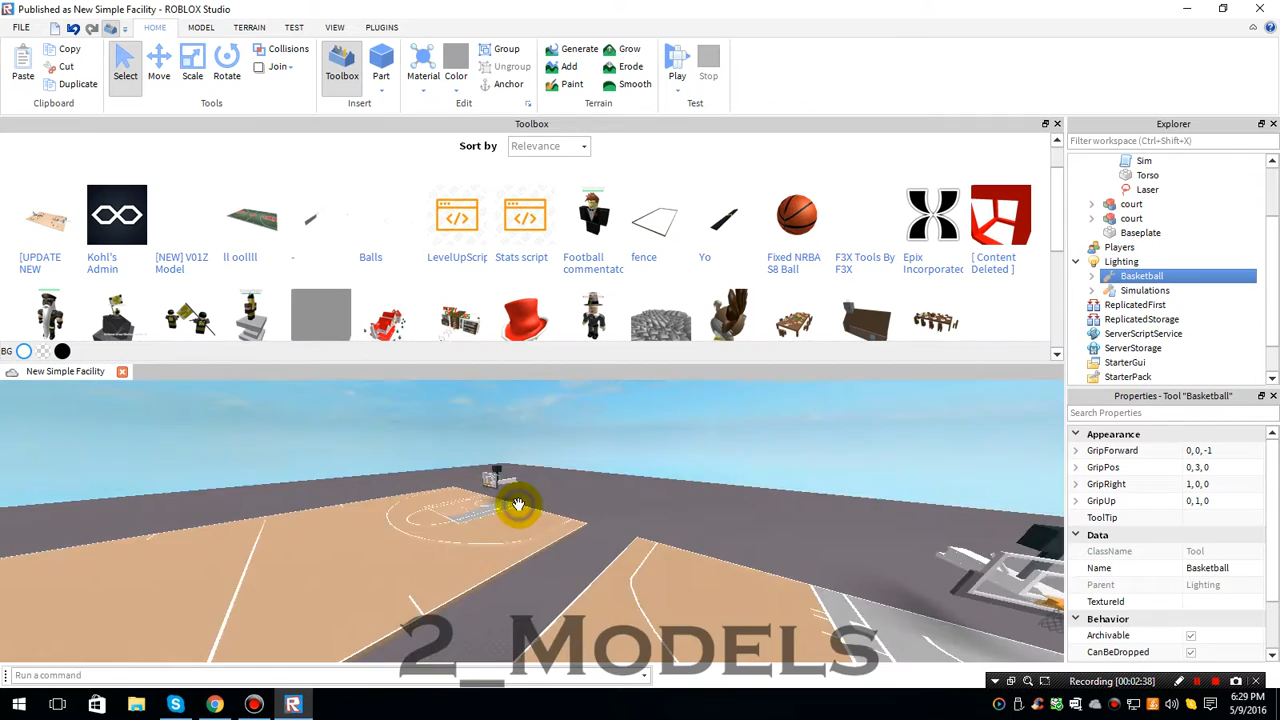 Published as New Simple Facility - ROBLOX Studio
FILE HOME MODEL TERRAIN TEST VIEW PLUGINS
Paste Copy Cut Duplicate Clipboard
Select Move Scale Rotate Collisions Join Tools
Toolbox Part Insert
Material Color Group Ungroup Anchor Edit
Generate Grow Add Erode Paint Smooth Terrain
Play Stop Test
Toolbox
Sort by Relevance
[UPDATE NEW
Kohl's Admin
[NEW] V01Z Model
ll oollll
-
Balls
LevelUpScrip
Stats script
Football commentato
fence
Yo
Fixed NRBA S8 Ball
F3X Tools By F3X
Epix Incorporated
[ Content Deleted ]
BG
New Simple Facility
2_Models
Run a command
Explorer
Filter workspace (Ctrl+Shift+X)
Sim
Torso
Laser
court
court
Baseplate
Players
Lighting
Basketball
Simulations
ReplicatedFirst
ReplicatedStorage
ServerScriptService
ServerStorage
StarterGui
StarterPack
Properties - Tool "Basketball"
Search Properties
Appearance
GripForward 0, 0, -1
GripPos 0, 3, 0
GripRight 1, 0, 0
GripUp 0, 1, 0
ToolTip
Data
ClassName Tool
Name Basketball
Parent Lighting
TextureId
Behavior
Archivable
CanBeDropped
Recording [00:02:38]
6:29 PM
5/9/2016